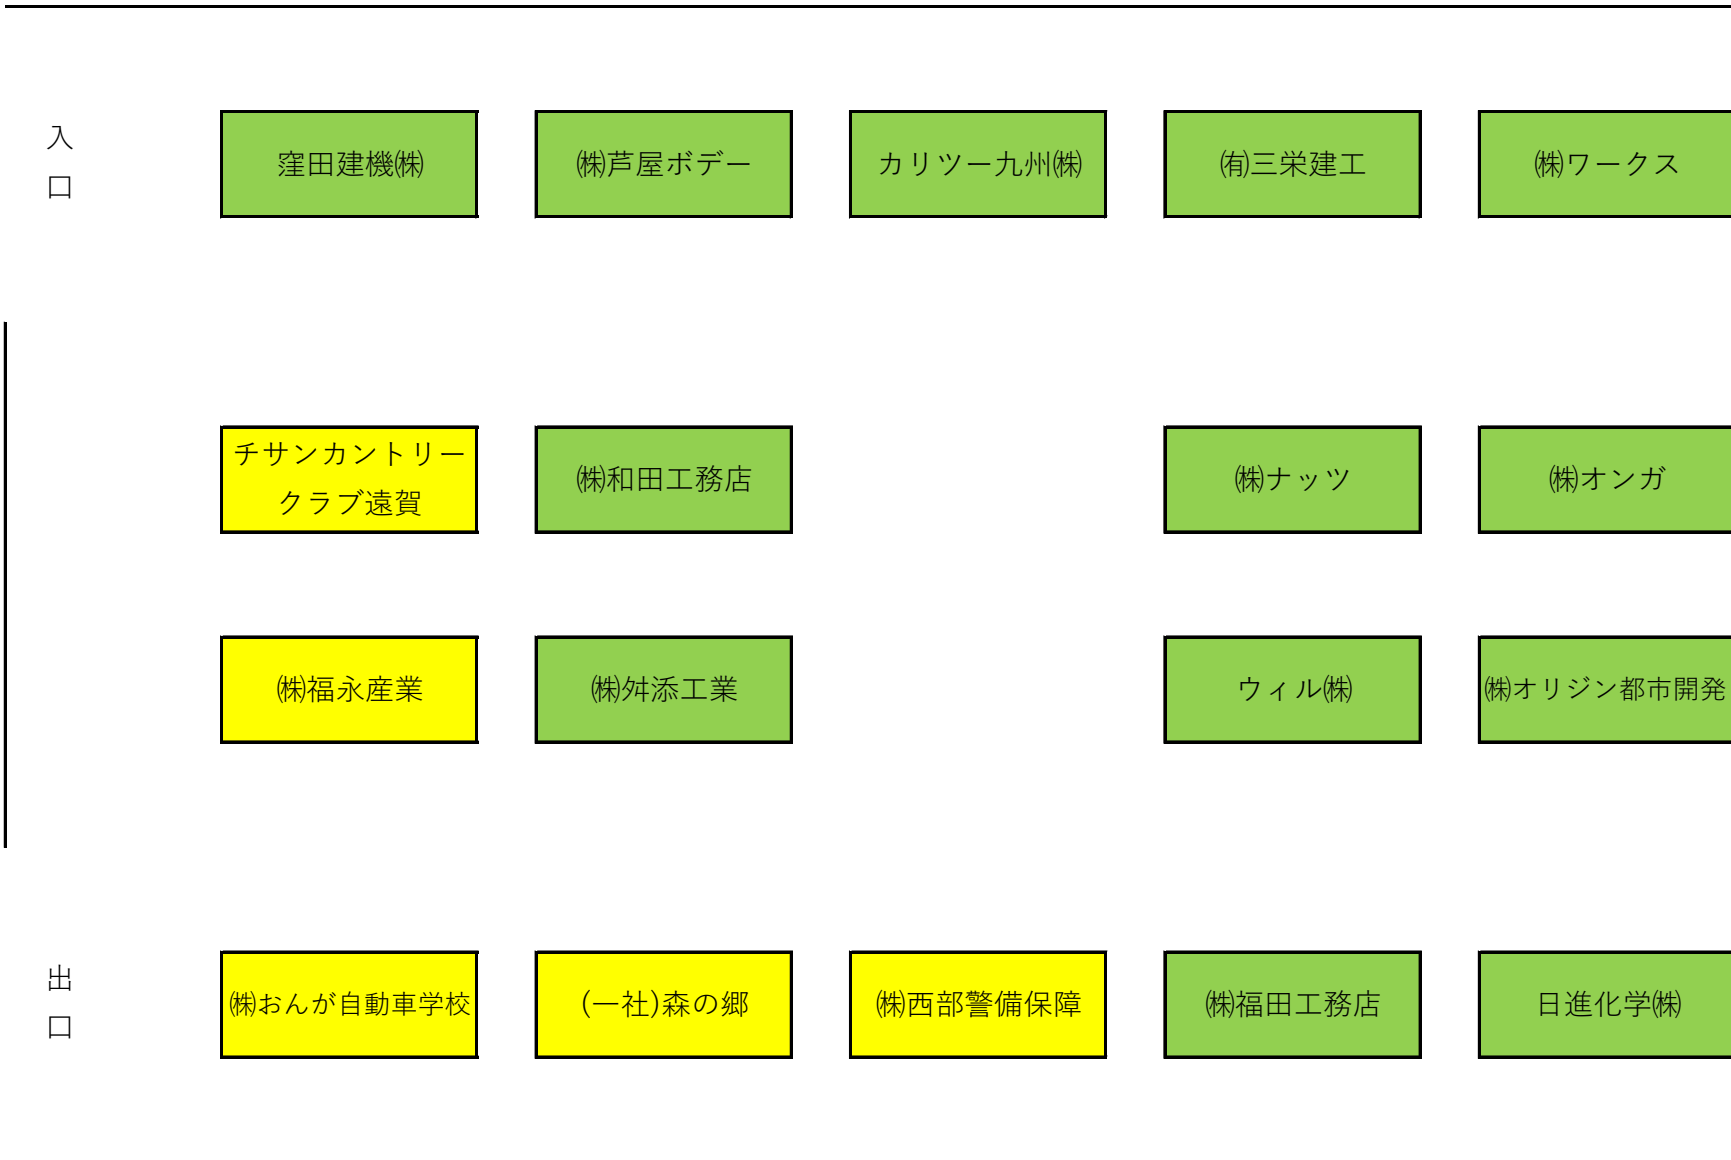 入
口
窪田建機㈱
㈱芦屋ボデー
カリツー九州㈱
㈲三栄建工
㈱ワークス
チサンカントリー
クラブ遠賀
㈱和田工務店
㈱ナッツ
㈱オンガ
㈱福永産業
㈱舛添工業
ウィル㈱
㈱オリジン都市開発
出
口
㈱おんが自動車学校
(一社)森の郷
㈱西部警備保障
㈱福田工務店
日進化学㈱